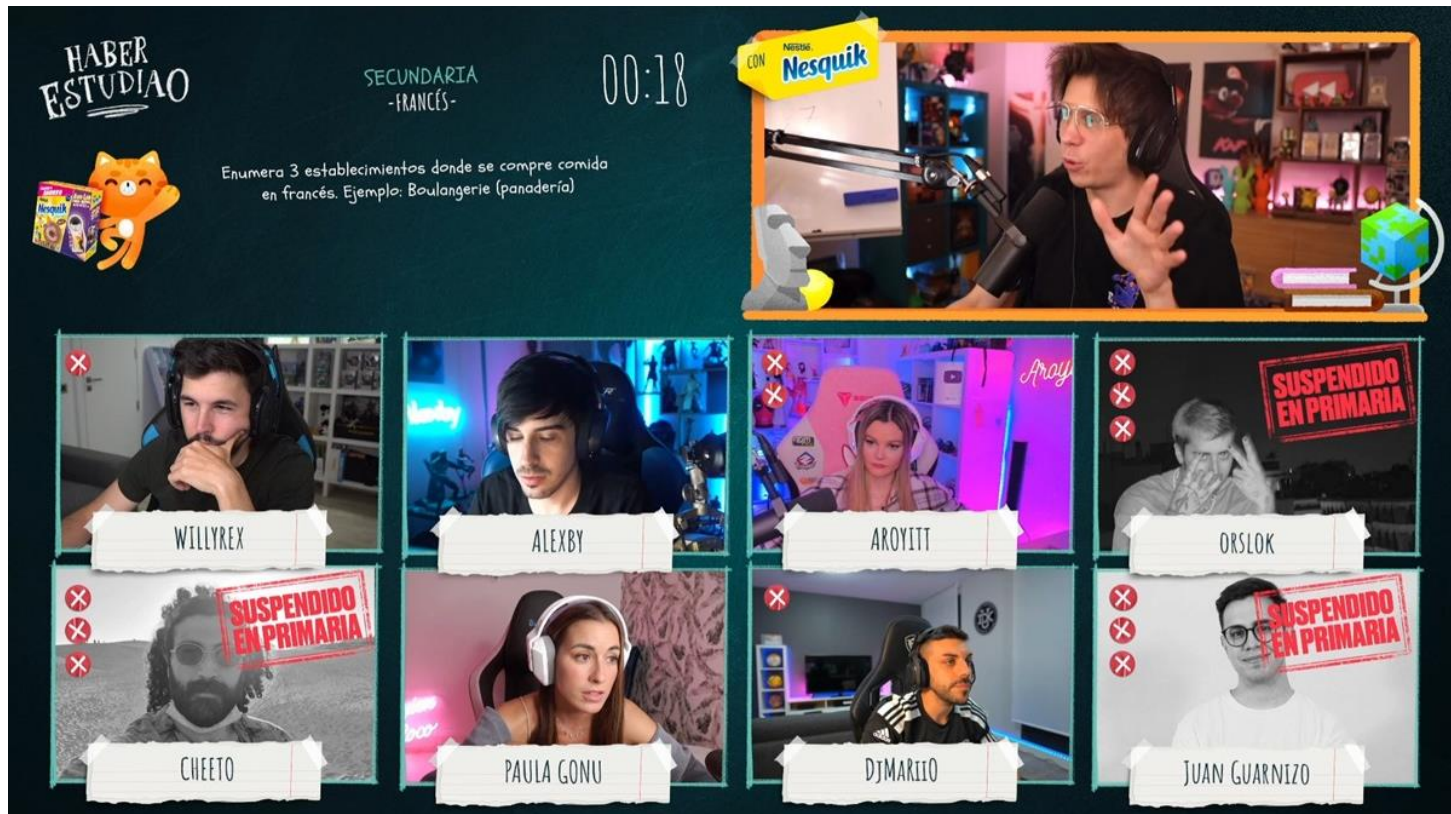 HABER
ESTUDIAO
SECUNDARIA
-FRANCÉS-
00:18
CON
Nestlé.
Nesquik
Enumera 3 establecimientos donde se compre comida
en francés. Ejemplo: Boulangerie (panadería)
Nesquik
Aroy
SUSPENDIDO
EN PRIMARIA
WILLYREX
ALEXBY
AROYITT
ORSLOK
SUSPENDIDO
EN PRIMARIA
SUSPENDIDO
EN PRIMARIA
CHEETO
PAULA GONU
DJMARIIO
JUAN GUARNIZO